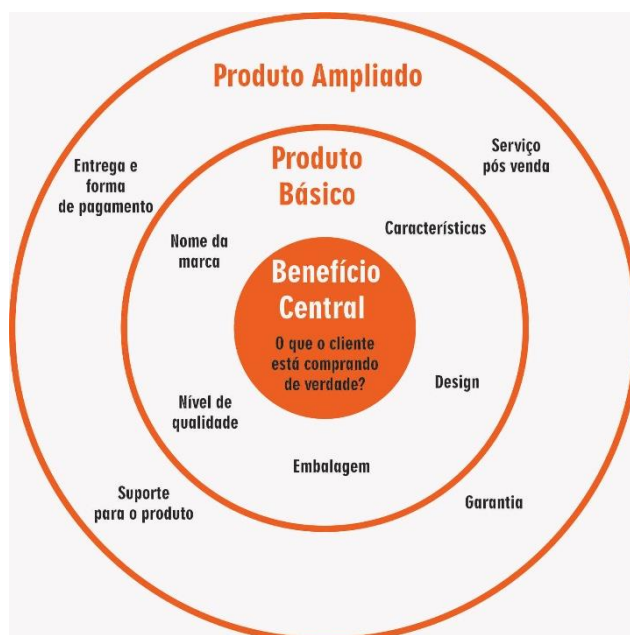 Produto Ampliado
Entrega e
forma
de pagamento
Serviço
pós venda
Produto
Básico
Nome da
marca
Características
Benefício
Central
O que o cliente
está comprando
de verdade?
Nível de
qualidade
Design
Embalagem
Suporte
para o produto
Garantia